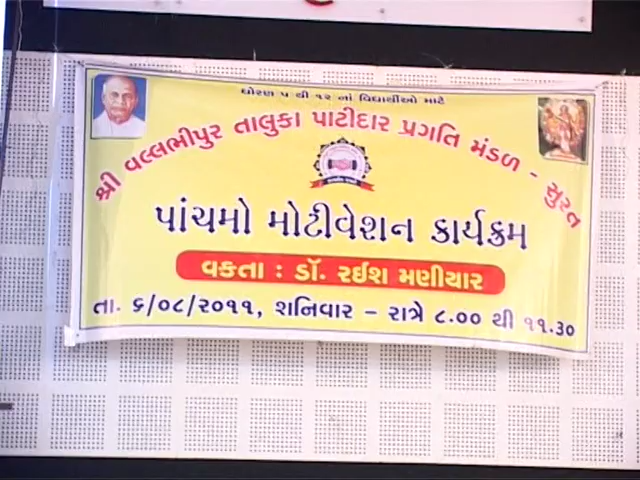 ધોરણ ૫ થી ૧૨ નાં વિદ્યાર્થીઓ માટે
શ્રી વલ્લભીપુર તાલુકા પાટીદાર પ્રગતિ મંડળ - સુરત
પાંચમો મોટીવેશન કાર્યક્રમ
વકતા : ડૉ. રઈશ મણીયાર
તા. ૬/૦૮/૨૦૧૧, શનિવાર - રાત્રે ૮.૦૦ થી ૧૧.૩૦